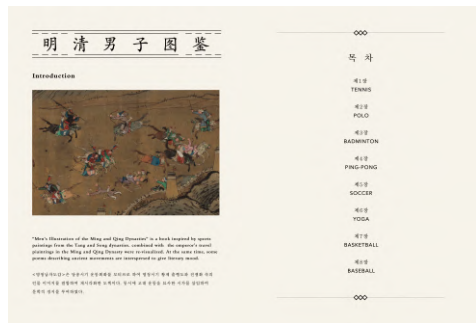 明清男子图鉴
Introduction
"Men's Illustration of the Ming and Qing Dynasties" is a book inspired by sports
paintings from the Tang and Song dynasties, combined with the emperor's novel
paintings in the Ming and Qing Dynasty were re-visualized. At the same time, some
poems describing ancient movements are interspersed to give literary mood.
목 차
제1장
TENNIS
제2장
POLO
제3장
BADMINTON
제4장
PING-PONG
제5장
SOCCER
제6장
YOGA
제7장
BASKETBALL
제8장
BASEBALL